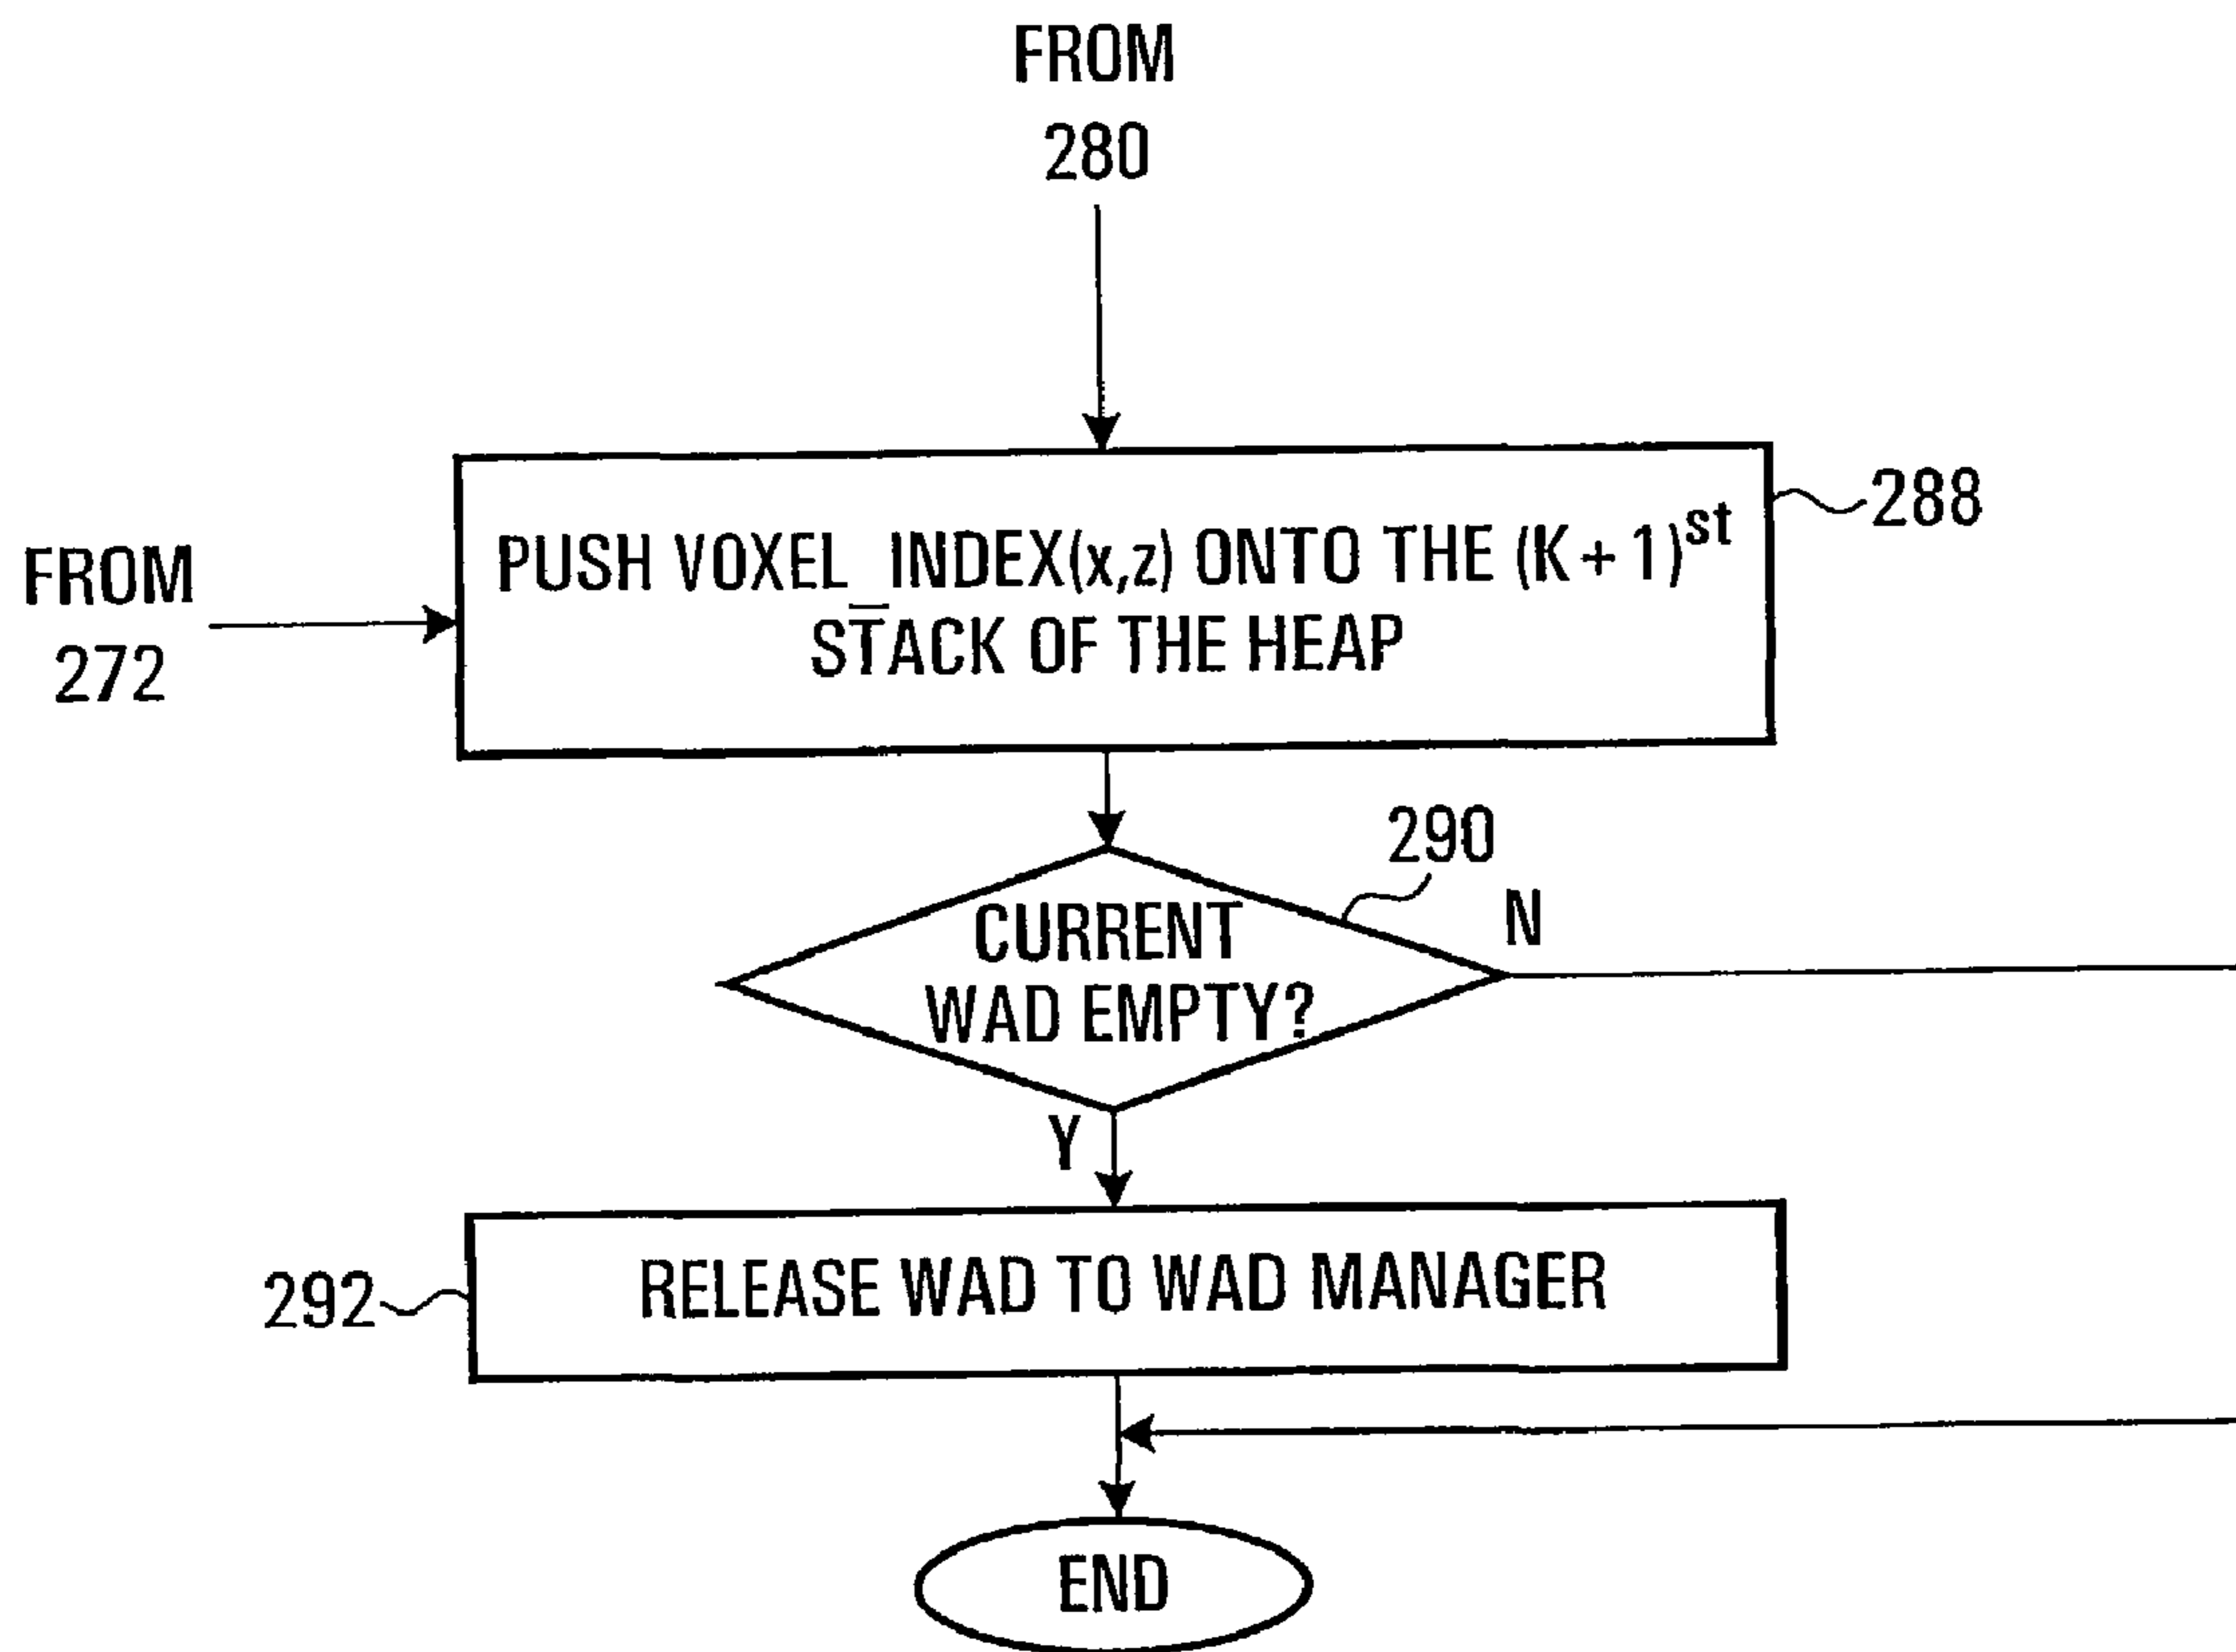 FROM
280
PUSH VOXEL_INDEX(x,z) ONTO THE (K+1)st
STACK OF THE HEAP
288
FROM
272
290
CURRENT
WAD EMPTY?
N
Y
RELEASE WAD TO WAD MANAGER
292
END